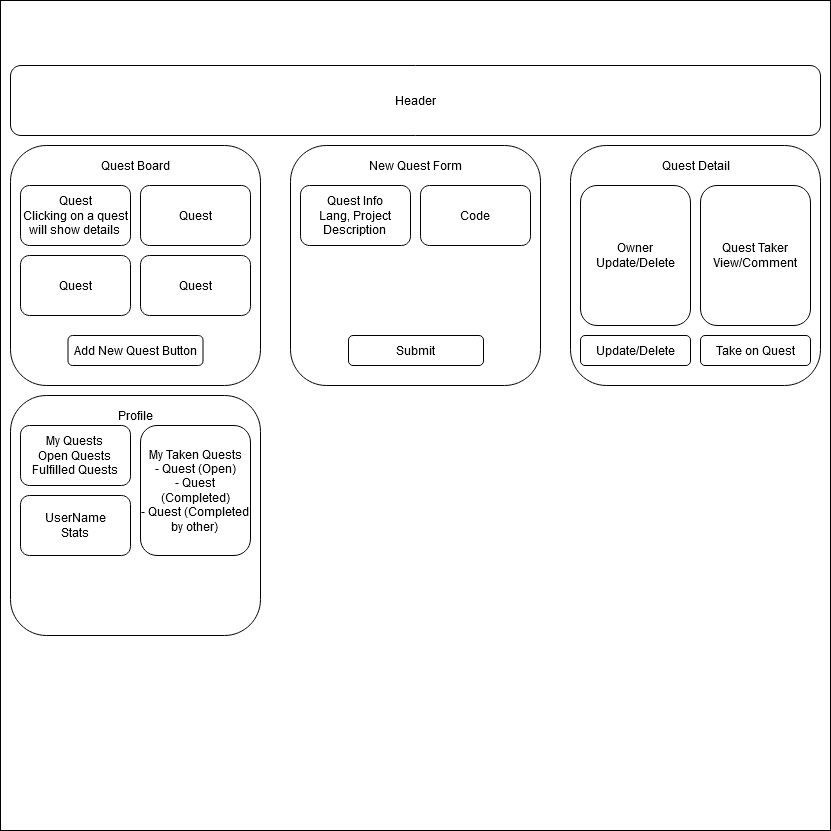 Header
Quest Board
Quest
Clicking on a quest
will show details
Quest
Quest
Quest
Add New Quest Button
New Quest Form
Quest Info
Lang, Project
Description
Code
Submit
Quest Detail
Owner
Update/Delete
Quest Taker
View/Comment
Update/Delete
Take on Quest
Profile
My Quests
Open Quests
Fulfilled Quests
UserName
Stats
My Taken Quests
- Quest (Open)
- Quest
(Completed)
- Quest (Completed
by other)